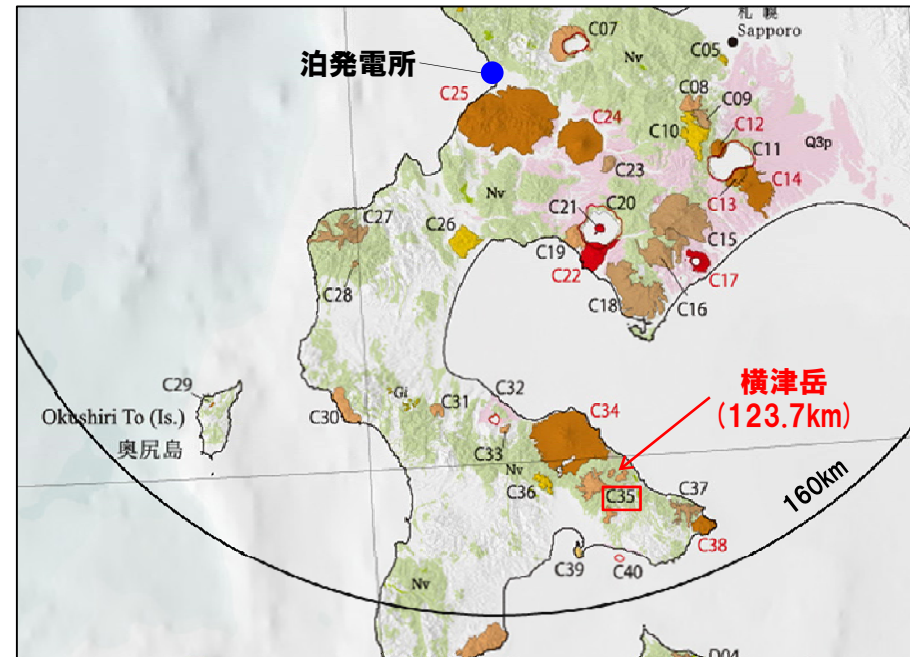 札幌
Sapporo
C07
Nv
C05
泊発電所
C25
C24
C08
C09
C10
C12
C11
Q3p
C23
C13
C14
Nv
C21
C20
C27
C26
C19
C15
C22
C17
C28
C18
C16
C29
C32
横津岳
Okushiri To (Is.)
C30
Gi
C31
C34
(123.7km)
奥尻島
C33
Nv
C36
C35
C37
160km
C38
C39
C40
Nv
D04